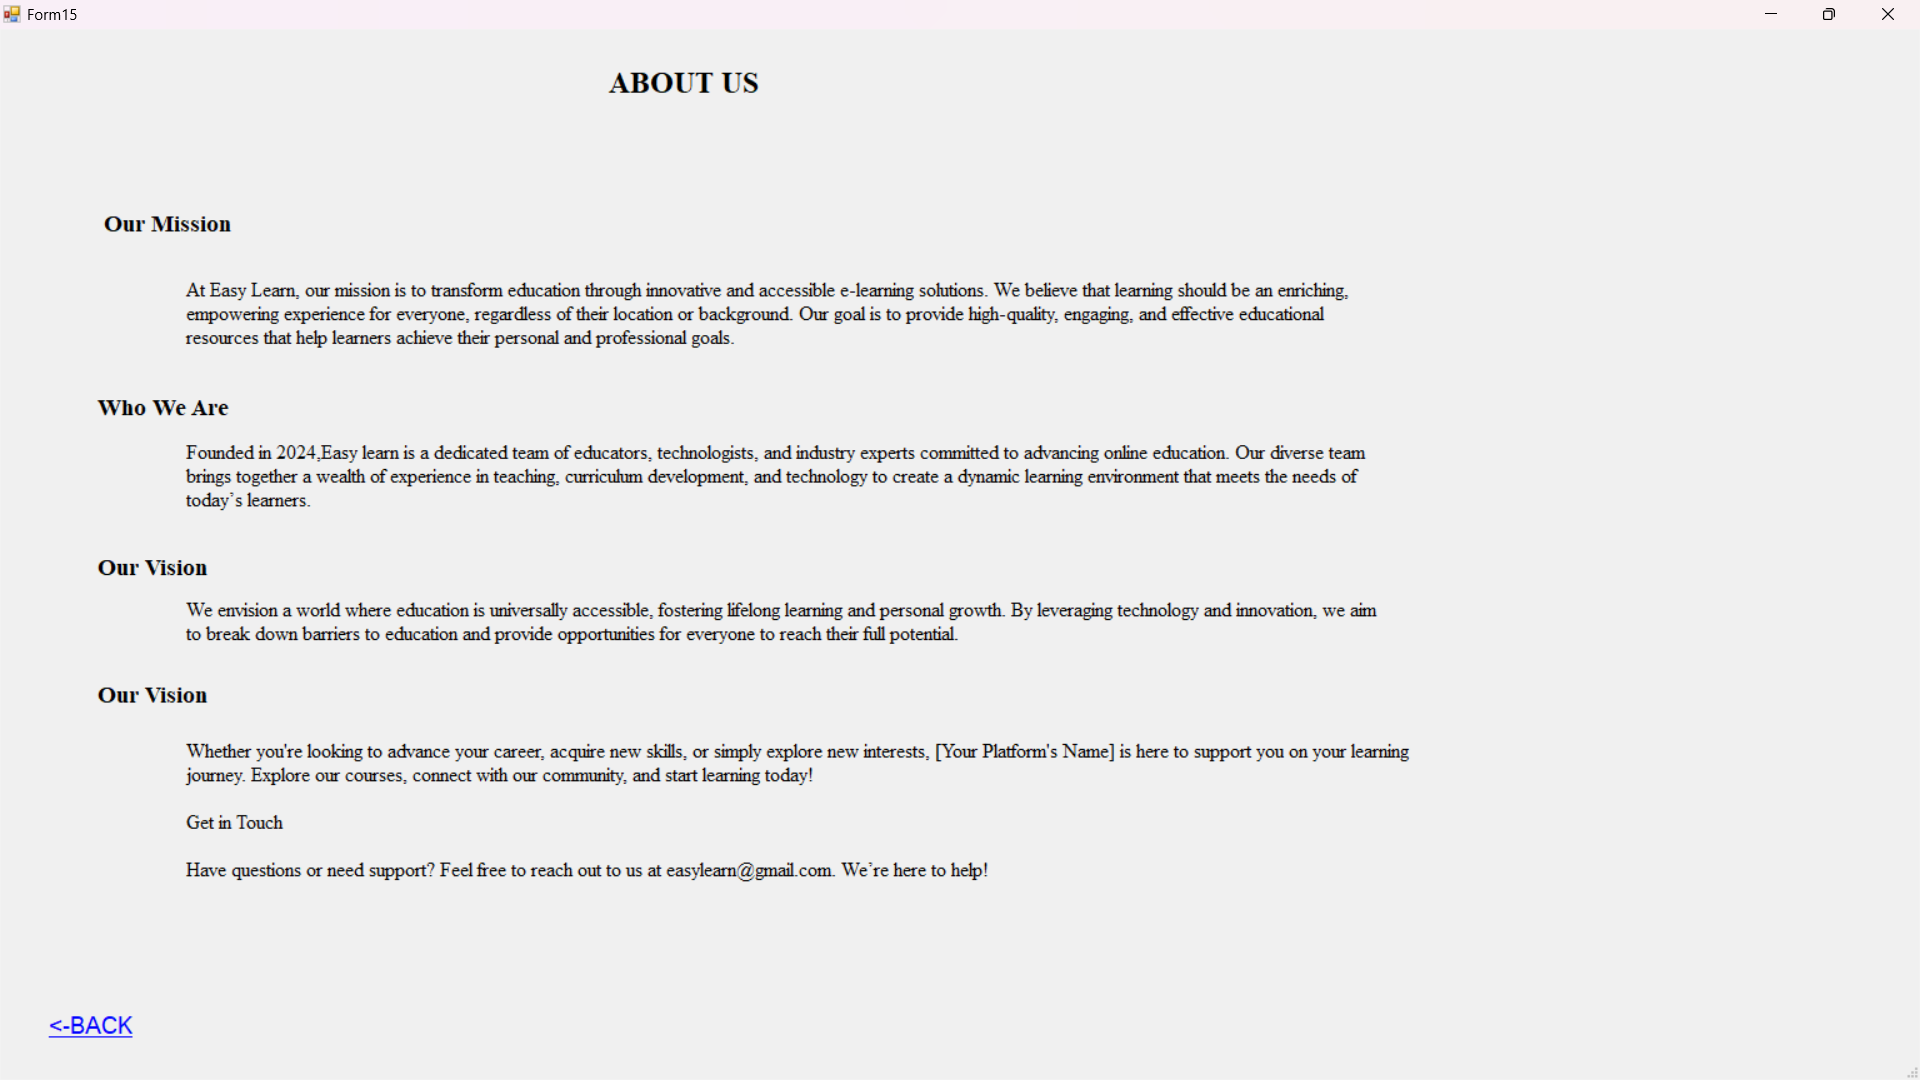 Form15
ABOUT US
Our Mission
At Easy Learn, our mission is to transform education through innovative and accessible e-learning solutions. We believe that learning should be an enriching,
empowering experience for everyone, regardless of their location or background. Our goal is to provide high-quality, engaging, and effective educational
resources that help learners achieve their personal and professional goals.
Who We Are
Founded in 2024,Easy learn is a dedicated team of educators, technologists, and industry experts committed to advancing online education. Our diverse team
brings together a wealth of experience in teaching, curriculum development, and technology to create a dynamic learning environment that meets the needs of
today’s learners.
Our Vision
We envision a world where education is universally accessible, fostering lifelong learning and personal growth. By leveraging technology and innovation, we aim
to break down barriers to education and provide opportunities for everyone to reach their full potential.
Our Vision
Whether you're looking to advance your career, acquire new skills, or simply explore new interests, [Your Platform's Name] is here to support you on your learning
journey. Explore our courses, connect with our community, and start learning today!
Get in Touch
Have questions or need support? Feel free to reach out to us at easylearn@gmail.com. We’re here to help!
<-BACK